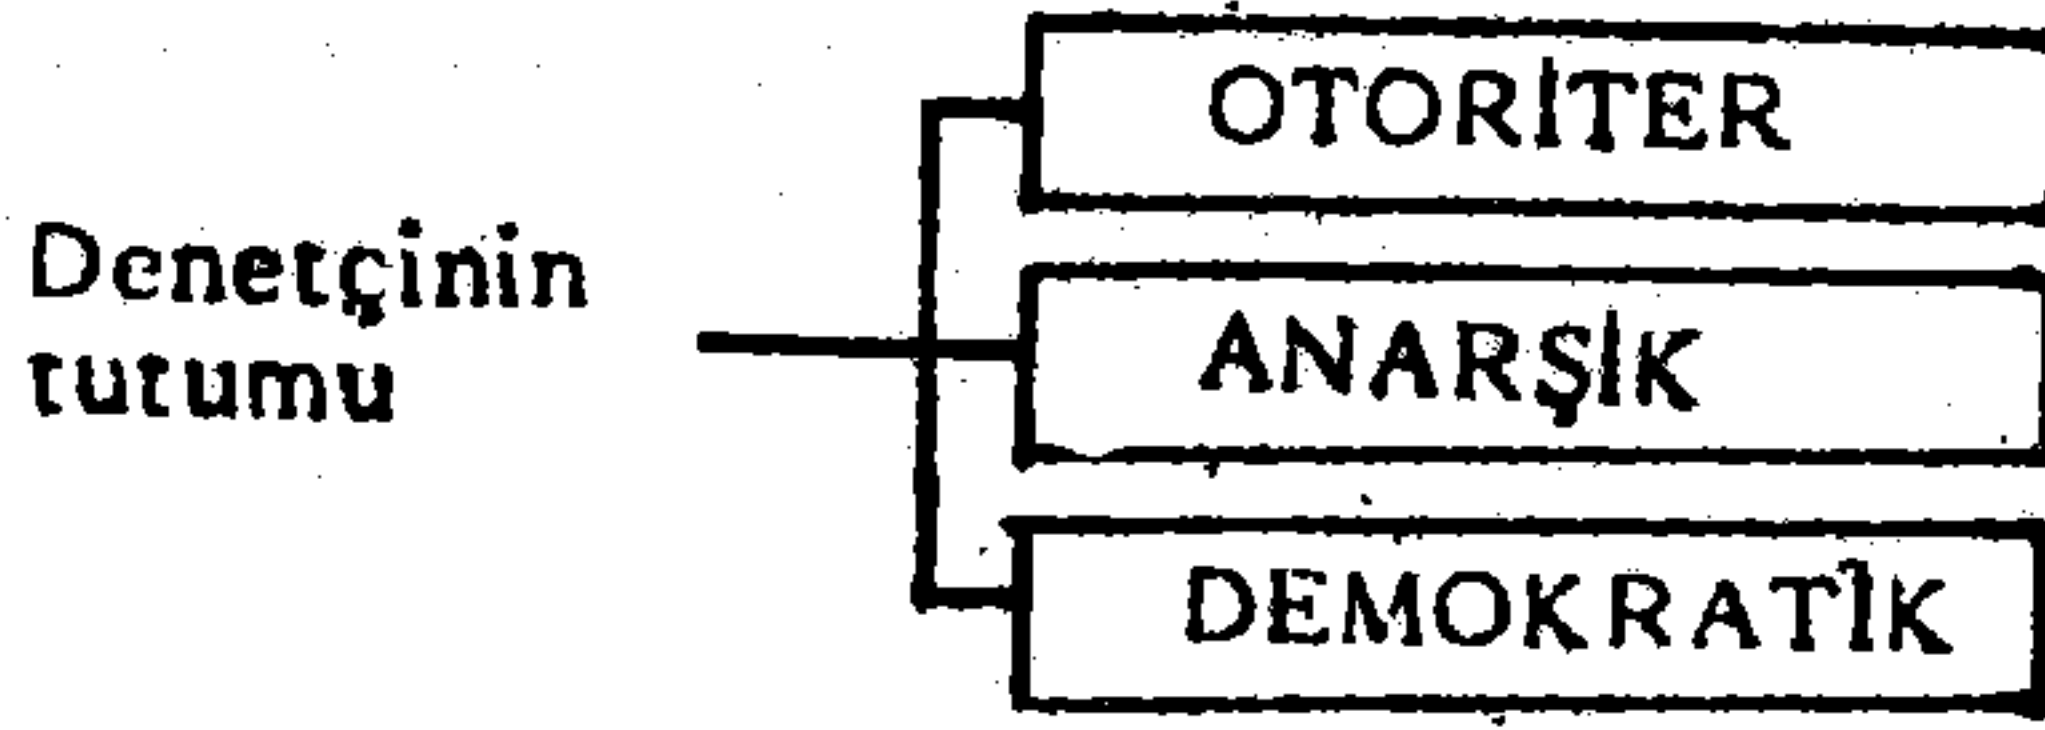 OTORİTER
Denetçinin
tutumu
ANARŞİK
DEMOKRATİK